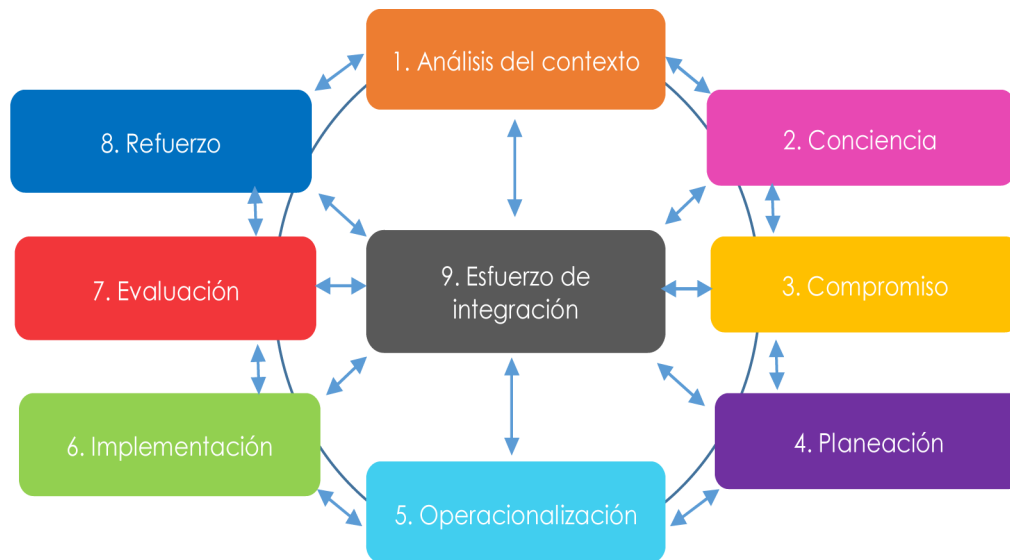 1. Análisis del contexto
2. Conciencia
3. Compromiso
4. Planeación
5. Operacionalización
6. Implementación
7. Evaluación
8. Refuerzo
9. Esfuerzo de
integración